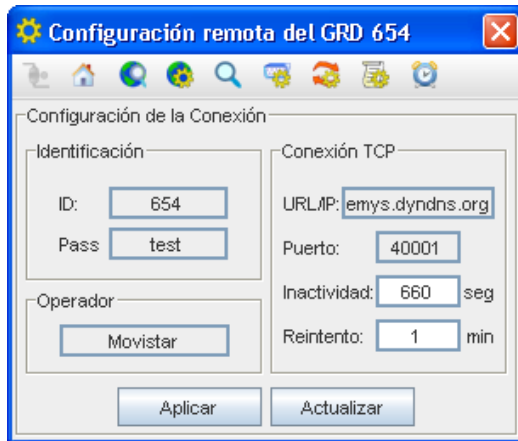 Configuración remota del GRD 654
Configuración de la Conexión
Identificación
ID: 654
Pass test
Operador
Movistar
Conexión TCP
URL/IP: emys.dyndns.org
Puerto: 40001
Inactividad: 660 seg
Reintento: 1 min
Aplicar
Actualizar